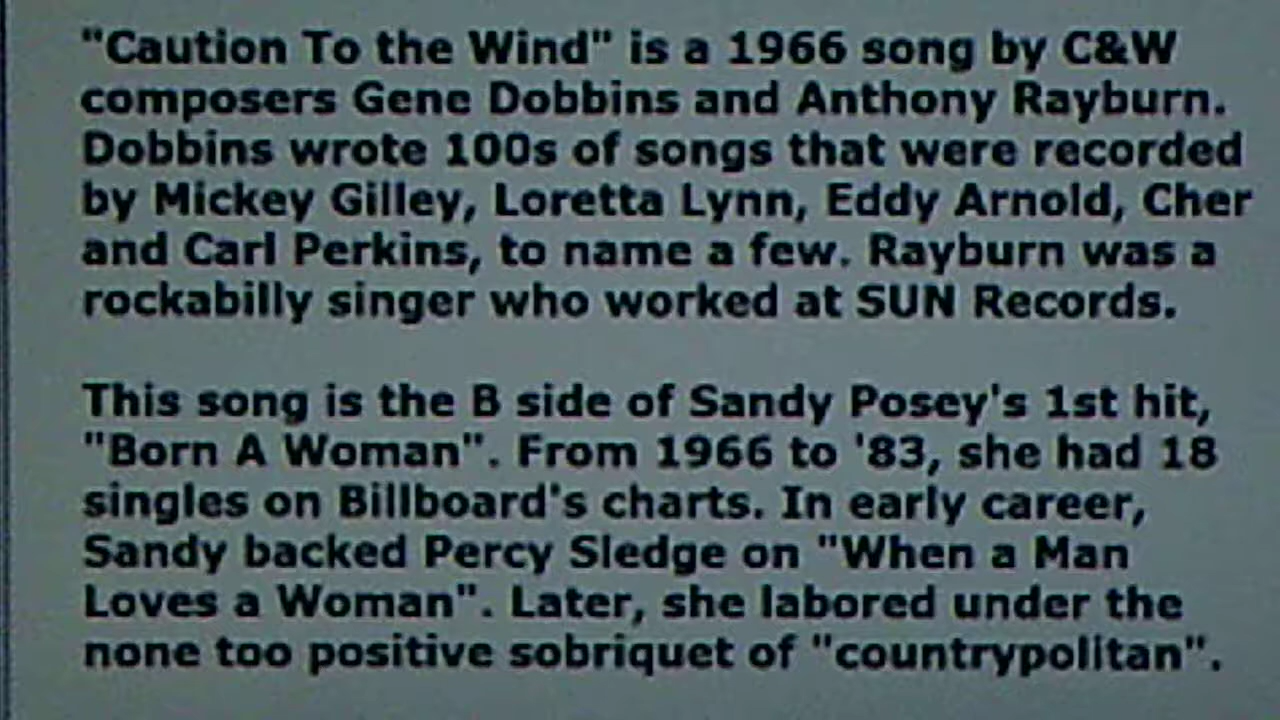 "Caution To the Wind" is a 1966 song by C&W
composers Gene Dobbins and Anthony Rayburn.
Dobbins wrote 100s of songs that were recorded
by Mickey Gilley, Loretta Lynn, Eddy Arnold, Cher
and Carl Perkins, to name a few. Rayburn was a
rockabilly singer who worked at SUN Records.
This song is the B side of Sandy Posey's 1st hit,
"Born A Woman". From 1966 to '83, she had 18
singles on Billboard's charts. In early career,
Sandy backed Percy Sledge on "When a Man
Loves a Woman". Later, she labored under the
none too positive sobriquet of "countrypolitan".